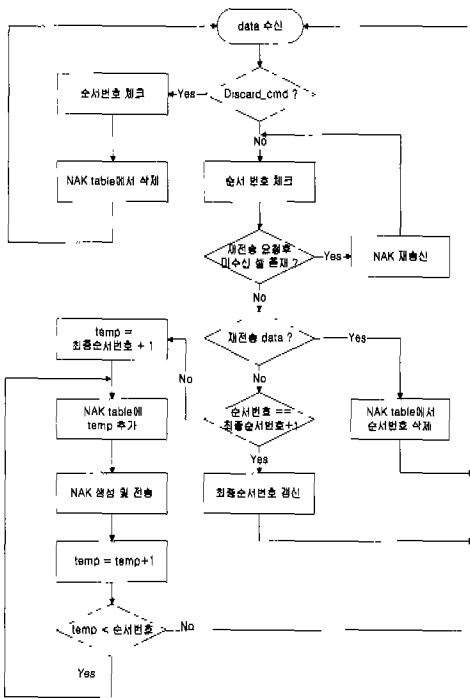 data 수신
순서번호 체크
Yes
Discard_cmd ?
No
NAK table에서 삭제
순서 번호 체크
재전송 요청후
미수신 셀 존재 ?
Yes
NAK 재송신
No
temp =
최종순서번호 + 1
재전송 data ?
Yes
No
No
NAK table에
temp 추가
순서번호 ==
최종순서번호+1
NAK table에서
순서번호 삭제
Yes
NAK 생성 및 전송
최종순서번호 갱신
temp = temp+1
temp < 순서번호
No
Yes